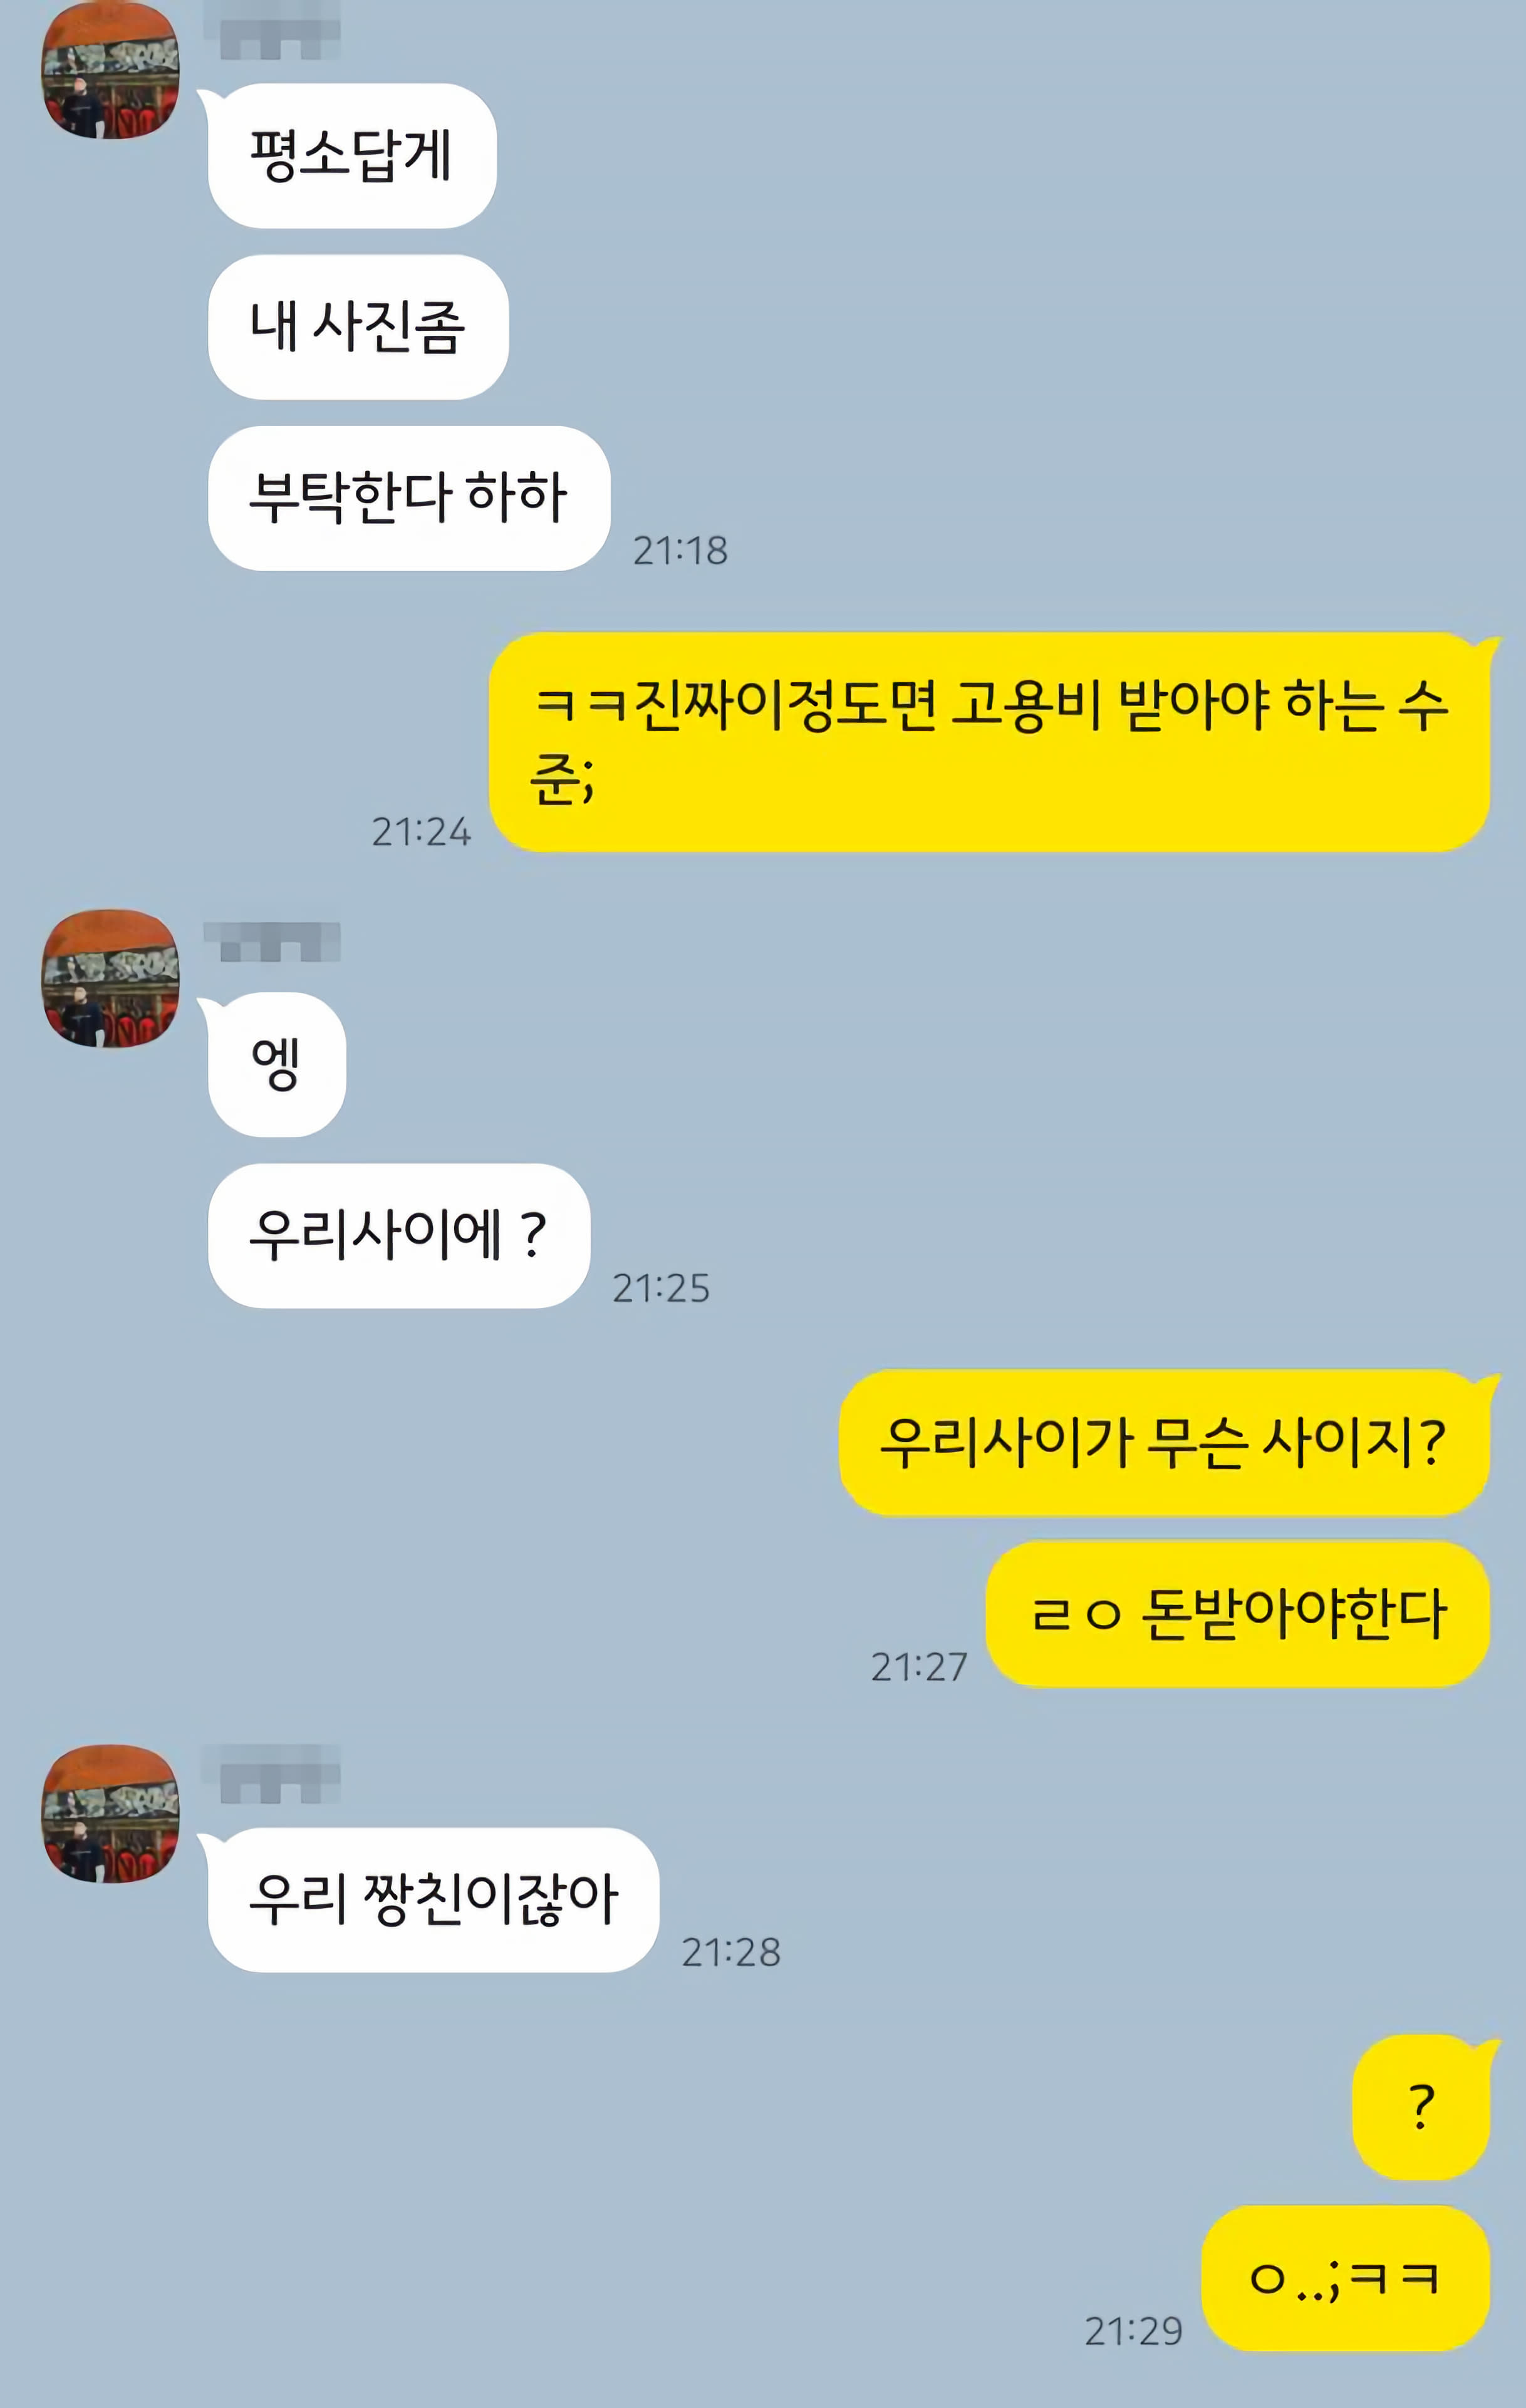 평소답게
내 사진좀
부탁한다 하하
21:18
ㅋㅋ진짜이정도면 고용비 받아야 하는 수
준;
21:24
엥
우리사이에 ?
21:25
우리사이가 무슨 사이지?
ㄹㅇ 돈받아야한다
21:27
우리 짱친이잖아
21:28
?
ㅇ..;ㅋㅋ
21:29